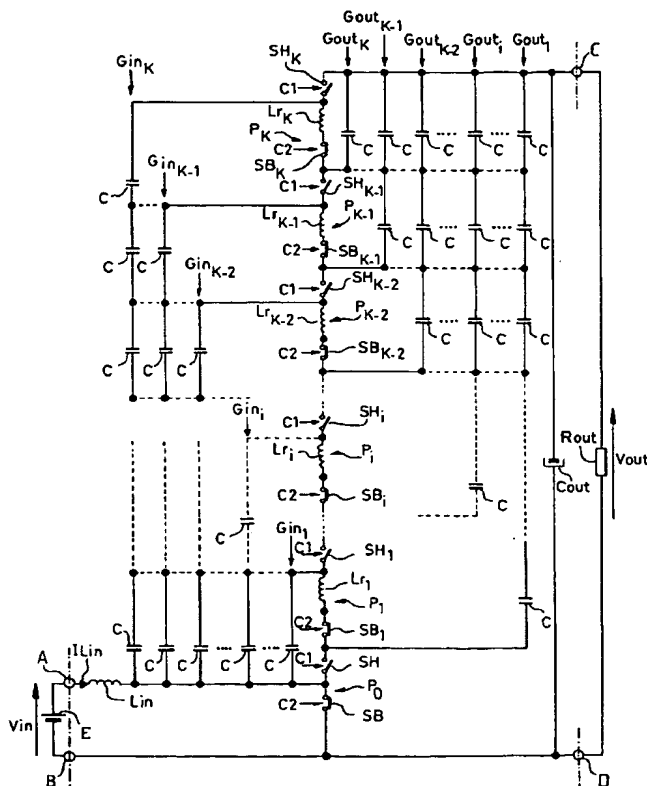 Gout K-1
Gout K Gout K-2 Gout i Gout 1
SH K C
Gin K
C1
Lr K
P K
C2 C C C C
SB K
Gin K-1 C1 SH K-1
C
Lr K-1 P K-1
C C C C
C2 SB K-1
C C Gin K-2
C1 SH K-2
Lr K-2 P K-2
C C C
C2 SB K-2
C C C
Gin i C1 SH i
Lr i P i
Rout
Vout
Cout
C2 SB i C
C
Gin 1
C1 SH 1
Lr 1
P 1
C
C2 SB 1
C C C C C C1 SH
A ILin
Lin P 0
Vin E C2 SB
B D